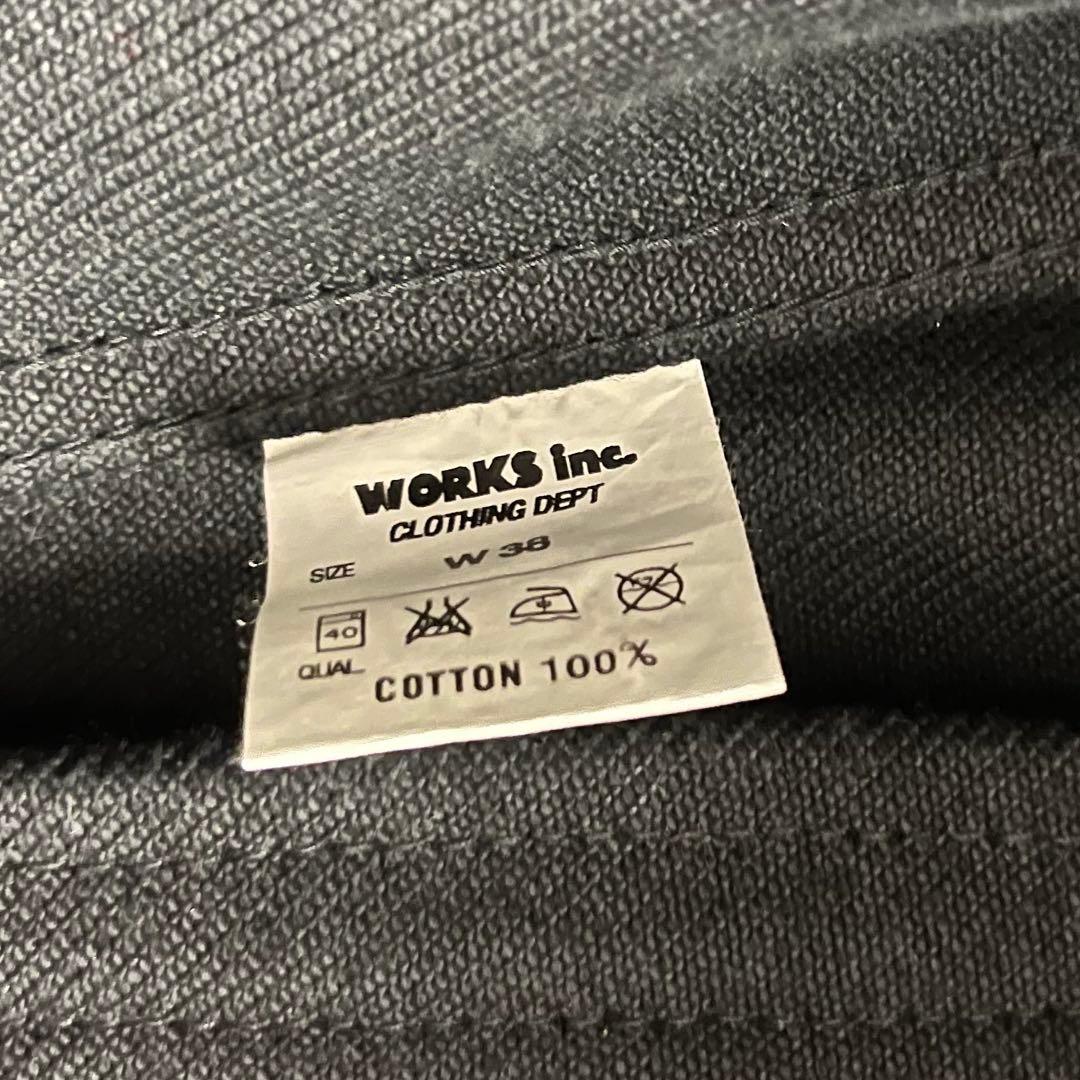 WORKS inc.
CLOTHING DEPT
SIZE W 38
40
QUAL
COTTON 100%